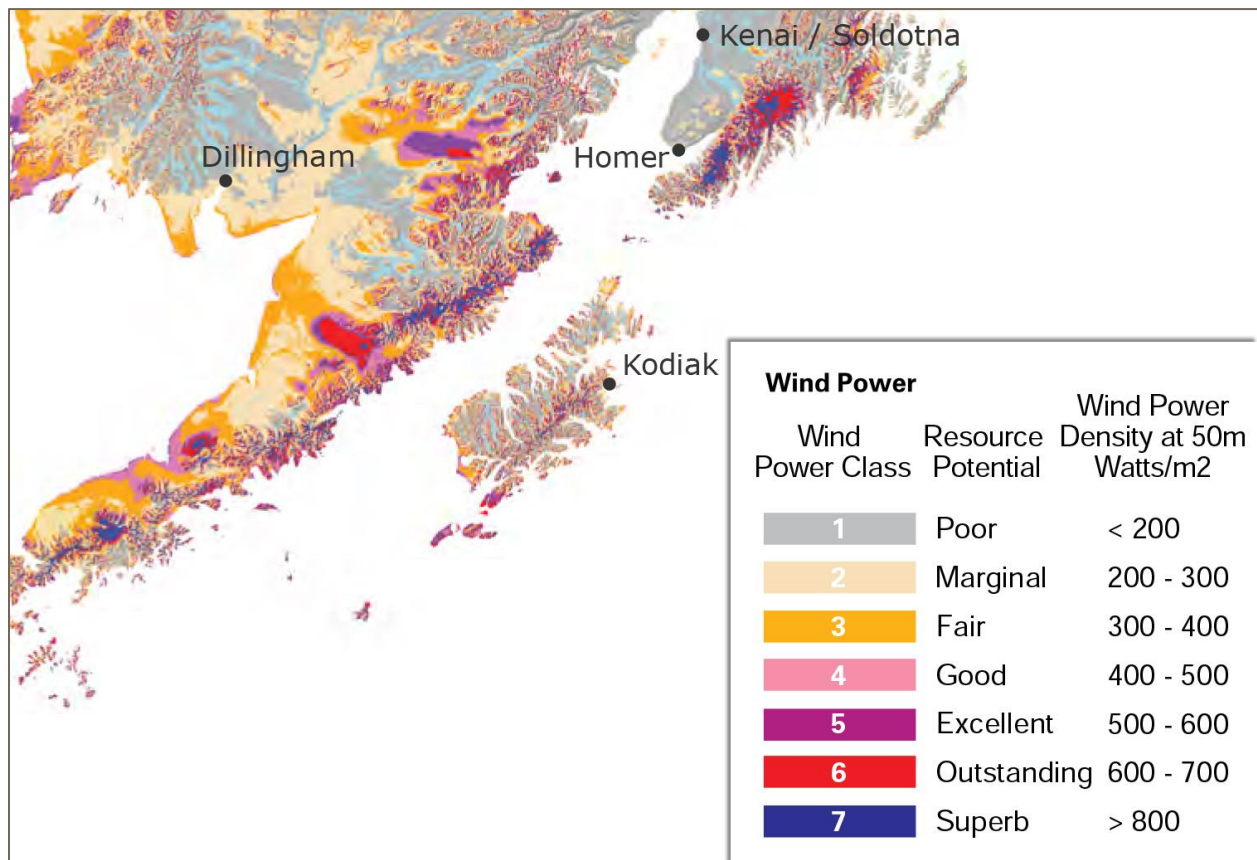 Kenai / Soldotna
Dillingham
Homer
Kodiak
Wind Power
Wind Power Class
Resource Potential
Wind Power Density at 50m Watts/m2
1 Poor < 200
2 Marginal 200 - 300
3 Fair 300 - 400
4 Good 400 - 500
5 Excellent 500 - 600
6 Outstanding 600 - 700
7 Superb > 800